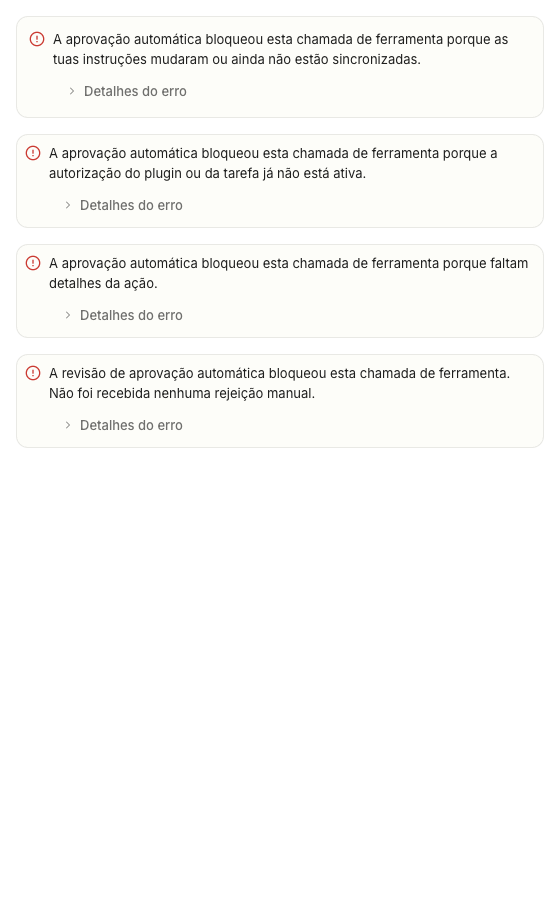 A aprovação automática bloqueou esta chamada de ferramenta porque as
tuas instruções mudaram ou ainda não estão sincronizadas.
Detalhes do erro
A aprovação automática bloqueou esta chamada de ferramenta porque a
autorização do plugin ou da tarefa já não está ativa.
Detalhes do erro
A aprovação automática bloqueou esta chamada de ferramenta porque faltam
detalhes da ação.
Detalhes do erro
A revisão de aprovação automática bloqueou esta chamada de ferramenta.
Não foi recebida nenhuma rejeição manual.
Detalhes do erro